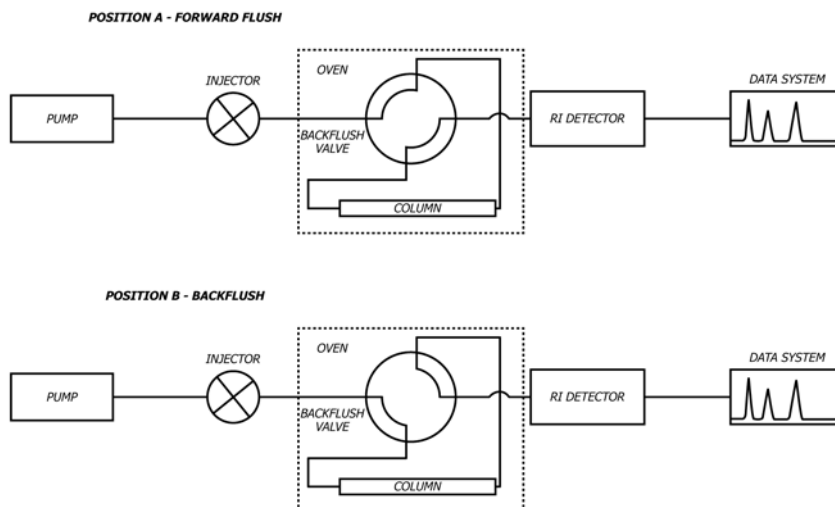 POSITION A - FORWARD FLUSH
OVEN
INJECTOR
DATA SYSTEM
PUMP
BACKFLUSH
VALVE
RI DETECTOR
COLUMN
POSITION B - BACKFLUSH
OVEN
INJECTOR
DATA SYSTEM
PUMP
BACKFLUSH
VALVE
RI DETECTOR
COLUMN